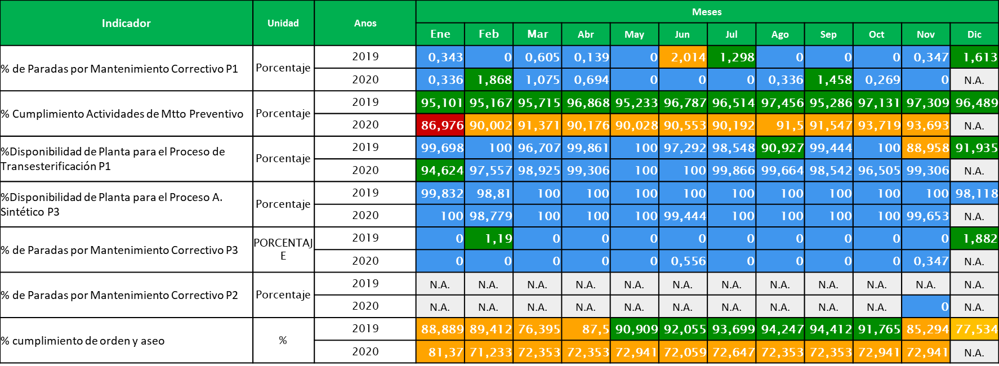 Indicador Unidad Anos Meses
Ene Feb Mar Abr May Jun Jul Ago Sep Oct Nov Dic
% de Paradas por Mantenimiento Correctivo P1 Porcentaje
2019 0,343 0 0,605 0,139 0 2,014 1,298 0 0 0 0,347 1,613
2020 0,336 1,868 1,075 0,694 0 0 0 0,336 1,458 0,269 0 N.A.
% Cumplimiento Actividades de Mtto Preventivo Porcentaje
2019 95,101 95,167 95,715 96,868 95,233 96,787 96,514 97,456 95,286 97,131 97,309 96,489
2020 86,976 90,002 91,371 90,176 90,028 90,553 90,192 91,5 91,547 93,719 93,693 N.A.
%Disponibilidad de Planta para el Proceso de
Transesterificación P1 Porcentaje
2019 99,698 100 96,707 99,861 100 97,292 98,548 90,927 99,444 100 88,958 91,935
2020 94,624 97,557 98,925 99,306 100 100 99,866 99,664 98,542 96,505 99,306 N.A.
%Disponibilidad de Planta para el Proceso A.
Sintético P3 Porcentaje
2019 99,832 98,81 100 100 100 100 100 100 100 100 100 98,118
2020 100 98,779 100 100 100 99,444 100 100 100 100 99,653 N.A.
% de Paradas por Mantenimiento Correctivo P3 PORCENTAJ
E
2019 0 1,19 0 0 0 0 0 0 0 0 0 1,882
2020 0 0 0 0 0 0,556 0 0 0 0 0,347 N.A.
% de Paradas por Mantenimiento Correctivo P2 Porcentaje
2019 N.A. N.A. N.A. N.A. N.A. N.A. N.A. N.A. N.A. N.A. N.A. N.A.
2020 N.A. N.A. N.A. N.A. N.A. N.A. N.A. N.A. N.A. N.A. 0 N.A.
% cumplimiento de orden y aseo %
2019 88,889 89,412 76,395 87,5 90,909 92,055 93,699 94,247 94,412 91,765 85,294 77,534
2020 81,37 71,233 72,353 72,353 72,941 72,059 72,647 72,353 72,353 72,941 72,941 N.A.